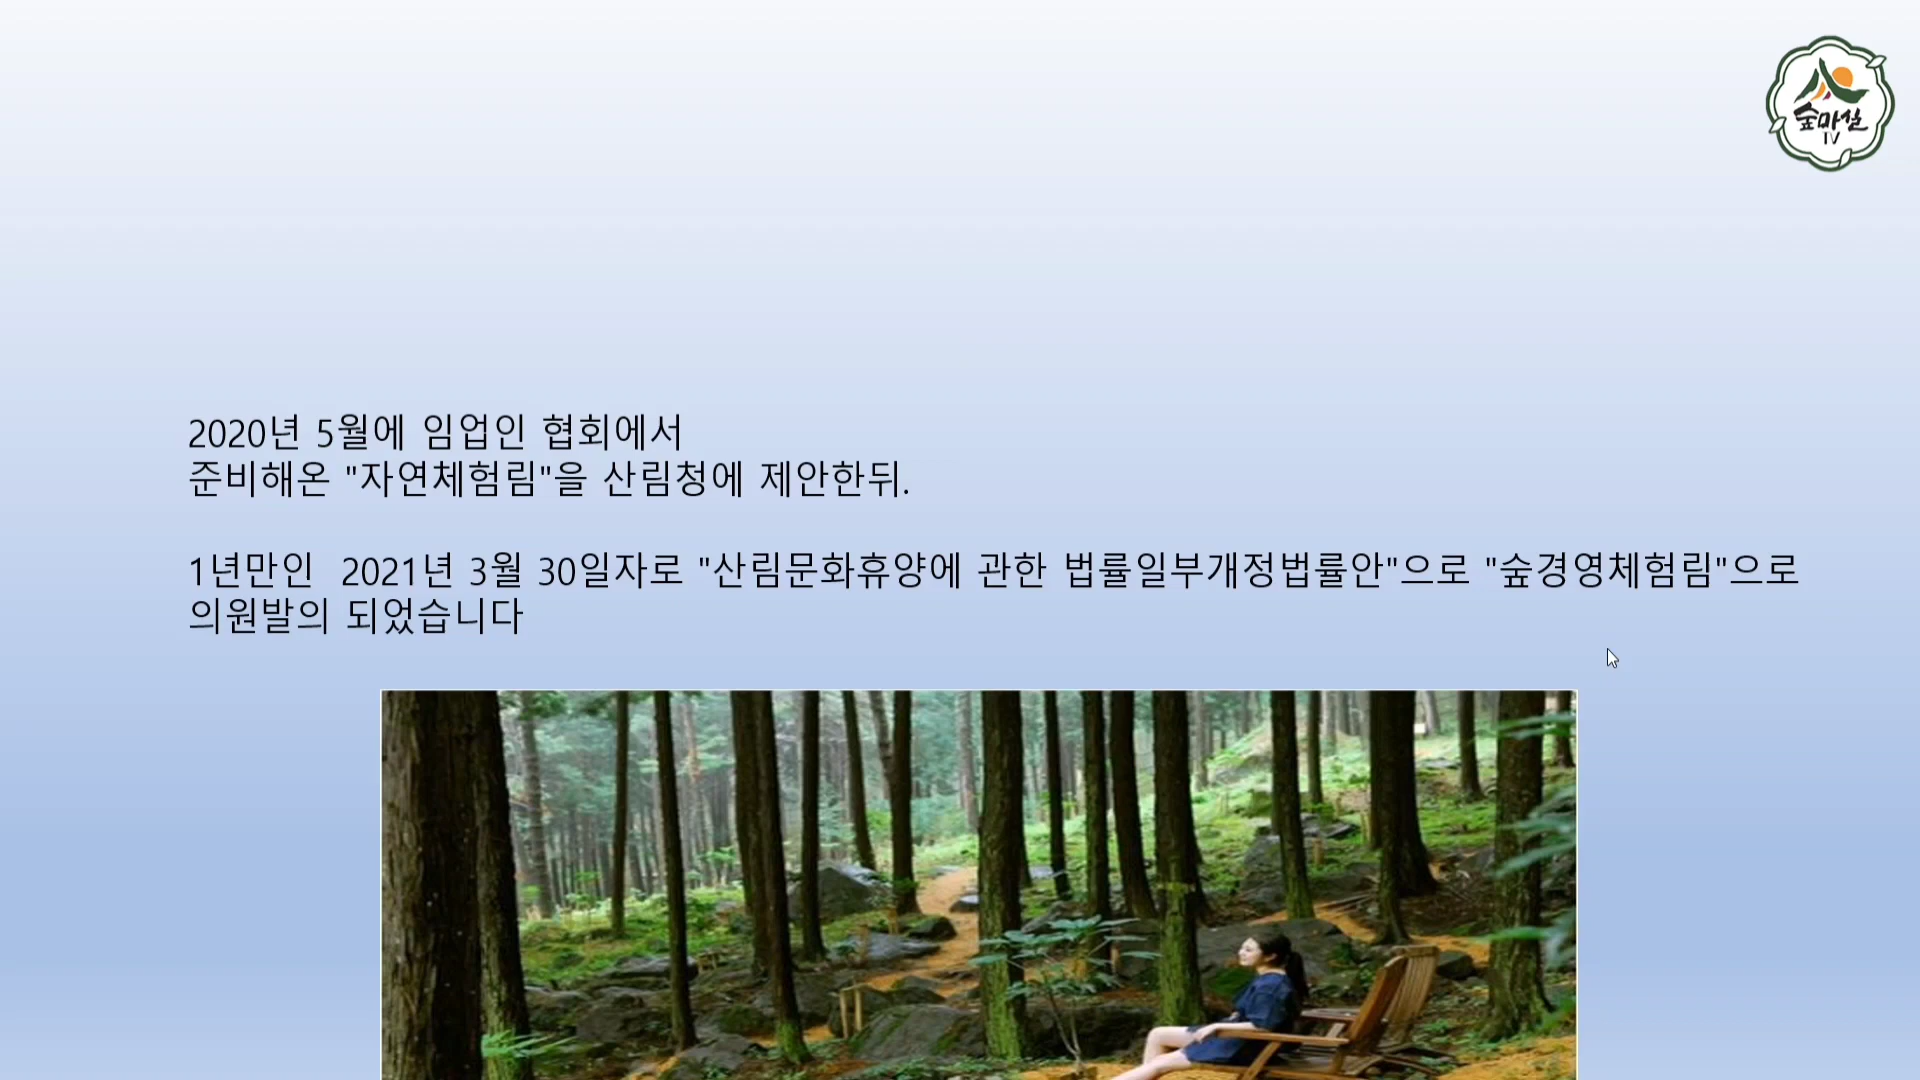 숲마실
TV
2020년 5월에 임업인 협회에서
준비해온 "자연체험림"을 산림청에 제안한뒤.
1년만인  2021년 3월 30일자로 "산림문화휴양에 관한 법률일부개정법률안"으로 "숲경영체험림"으로
의원발의 되었습니다